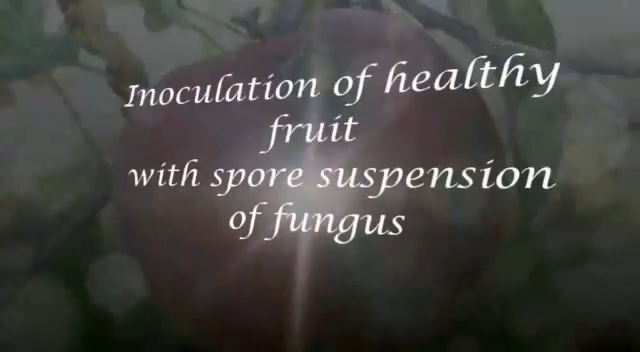 Inoculation of healthy
fruit
with spore suspension
of fungus